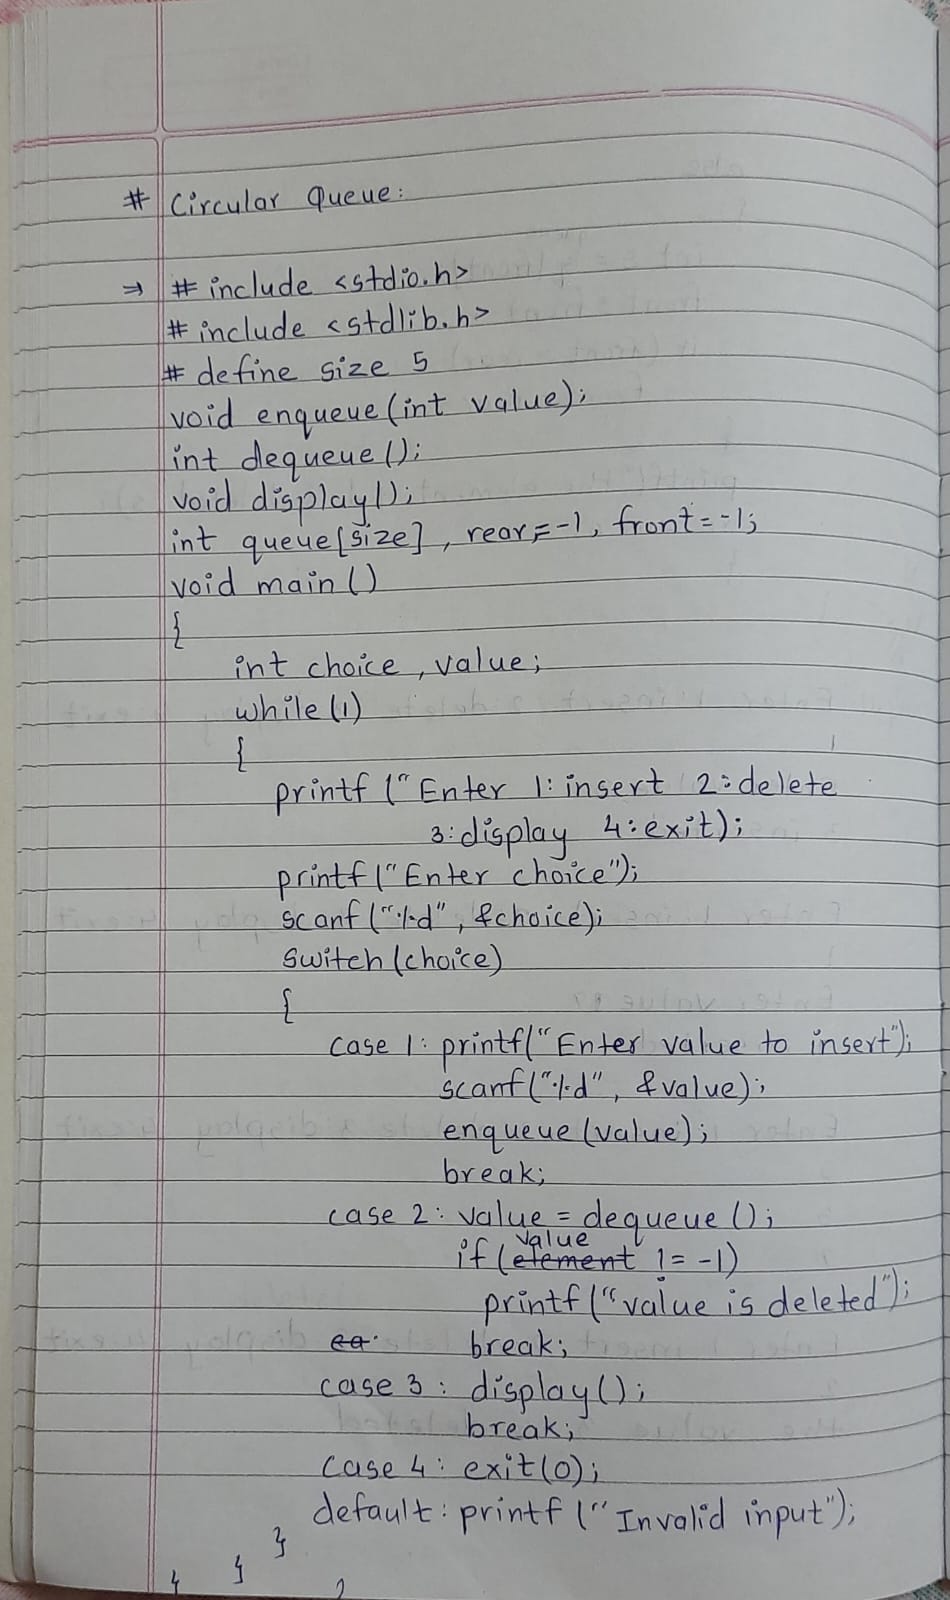 # Circular Queue:
⇒ # include <stdio.h>
# include <stdlib.h>
# define size 5
void enqueue(int value);
int dequeue();
void display();
int queue[size], rear=-1, front=-1;
void main()
{
int choice, value;
while(1)
{
printf ("Enter 1: insert 2:delete
3:display 4:exit);
printf("Enter choice");
scanf("%d", &choice);
switch(choice)
{
case 1: printf("Enter value to insert");
scanf("%d", &value);
enqueue(value);
break;
case 2: value = dequeue();
value
if(element != -1)
printf("value is deleted");
ea break;
case 3: display();
break;
case 4: exit(0);
default: printf("Invalid input");
}
}
}